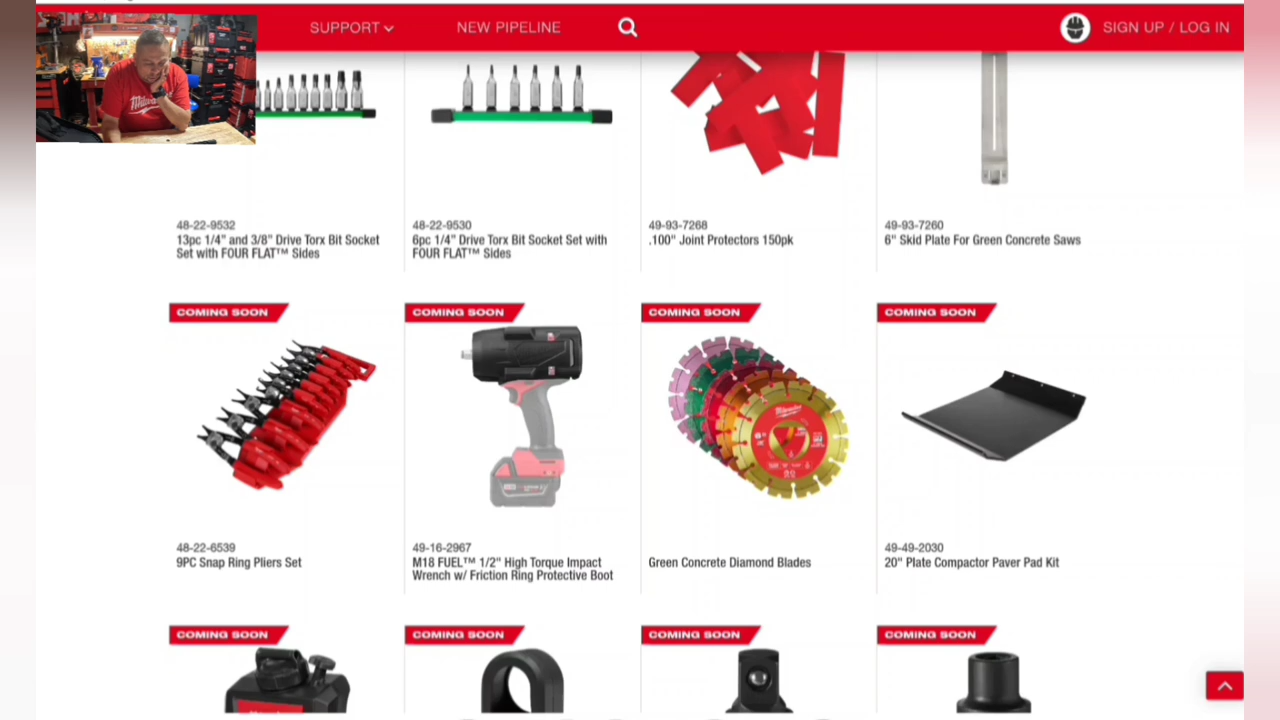 SUPPORT
NEW PIPELINE
SIGN UP / LOG IN
Milwaukee
48-22-9532
13pc 1/4" and 3/8" Drive Torx Bit Socket
Set with FOUR FLAT™ Sides
48-22-9530
6pc 1/4” Drive Torx Bit Socket Set with
FOUR FLAT™ Sides
49-93-7268
.100" Joint Protectors 150pk
49-93-7260
6" Skid Plate For Green Concrete Saws
COMING SOON
COMING SOON
COMING SOON
COMING SOON
Milwaukee
48-22-6539
9PC Snap Ring Pliers Set
49-16-2967
M18 FUEL™ 1/2" High Torque Impact
Wrench w/ Friction Ring Protective Boot
Green Concrete Diamond Blades
49-49-2030
20" Plate Compactor Paver Pad Kit
COMING SOON
COMING SOON
COMING SOON
COMING SOON